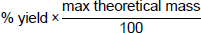 % yield × max theoretical mass
100